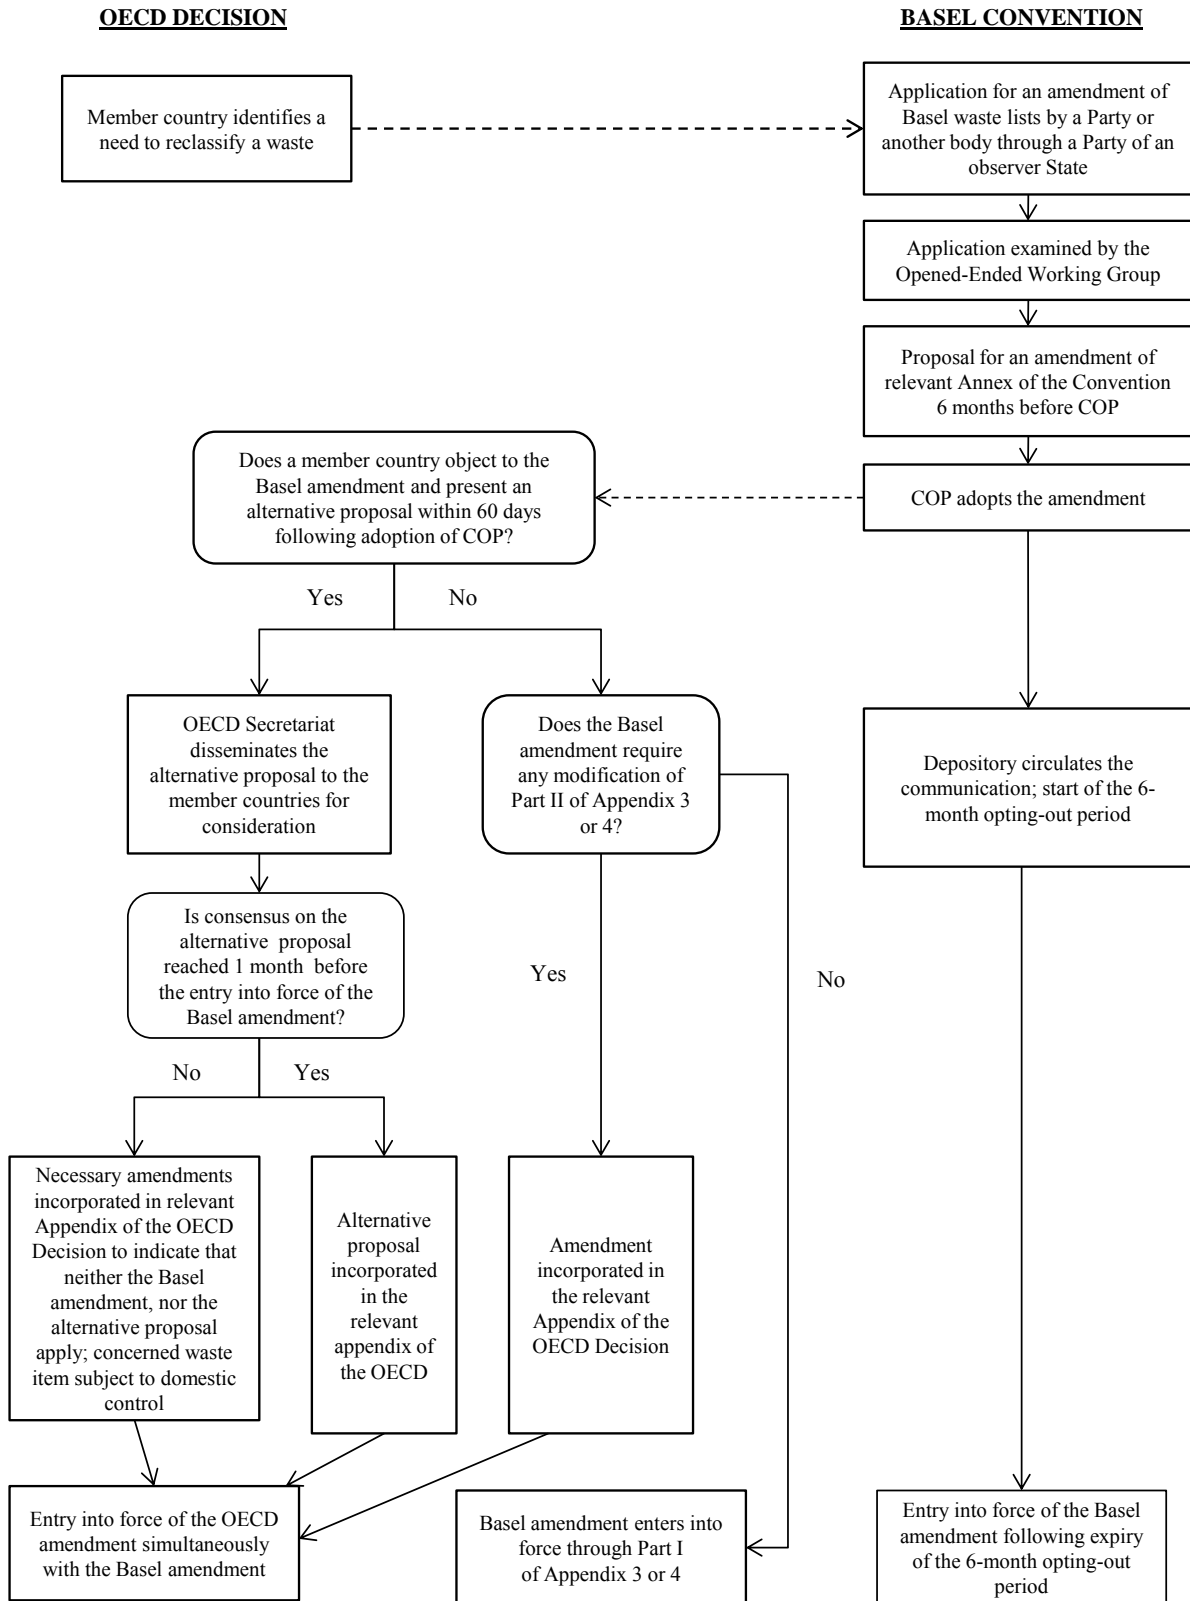 OECD DECISION
BASEL CONVENTION
Member country identifies a
need to reclassify a waste
Application for an amendment of
Basel waste lists by a Party or
another body through a Party of an
observer State
Application examined by the
Opened-Ended Working Group
Proposal for an amendment of
relevant Annex of the Convention
6 months before COP
Does a member country object to the
Basel amendment and present an
alternative proposal within 60 days
following adoption of COP?
COP adopts the amendment
Yes
No
OECD Secretariat
disseminates the
alternative proposal to the
member countries for
consideration
Does the Basel
amendment require
any modification of
Part II of Appendix 3
or 4?
Depository circulates the
communication; start of the 6-
month opting-out period
Is consensus on the
alternative proposal
reached 1 month before
the entry into force of the
Basel amendment?
Yes
No
No
Yes
Necessary amendments
incorporated in relevant
Appendix of the OECD
Decision to indicate that
neither the Basel
amendment, nor the
alternative proposal
apply; concerned waste
item subject to domestic
control
Alternative
proposal
incorporated
in the
relevant
appendix of
the OECD
Amendment
incorporated in
the relevant
Appendix of the
OECD Decision
Entry into force of the OECD
amendment simultaneously
with the Basel amendment
Basel amendment enters into
force through Part I
of Appendix 3 or 4
Entry into force of the Basel
amendment following expiry
of the 6-month opting-out
period